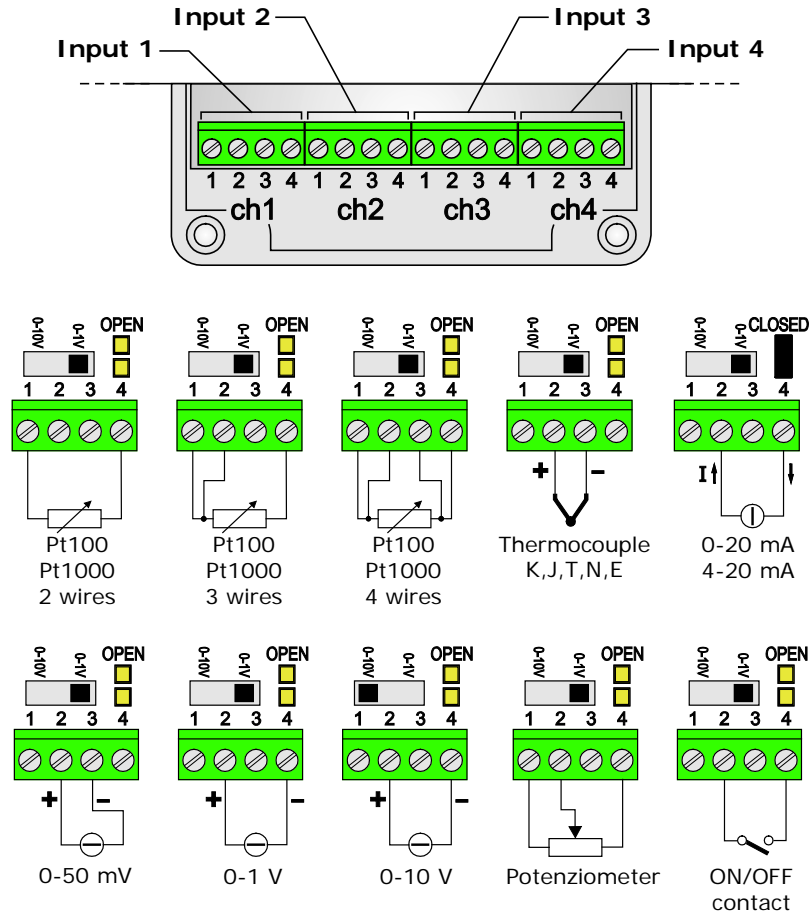 Input 2
Input 3
Input 1
Input 4
1 2 3 4 1 2 3 4 1 2 3 4 1 2 3 4
ch1 ch2 ch3 ch4
0-10V 0-1V OPEN
1 2 3 4
Pt100
Pt1000
2 wires
0-10V 0-1V OPEN
1 2 3 4
Pt100
Pt1000
3 wires
0-10V 0-1V OPEN
1 2 3 4
Pt100
Pt1000
4 wires
0-10V 0-1V OPEN
1 2 3 4
+ -
Thermocouple
K,J,T,N,E
0-10V 0-1V CLOSED
1 2 3 4
I
0-20 mA
4-20 mA
0-10V 0-1V OPEN
1 2 3 4
+ -
0-50 mV
0-10V 0-1V OPEN
1 2 3 4
+ -
0-1 V
0-10V 0-1V OPEN
1 2 3 4
+ -
0-10 V
0-10V 0-1V OPEN
1 2 3 4
Potenziometer
0-10V 0-1V OPEN
1 2 3 4
ON/OFF
contact